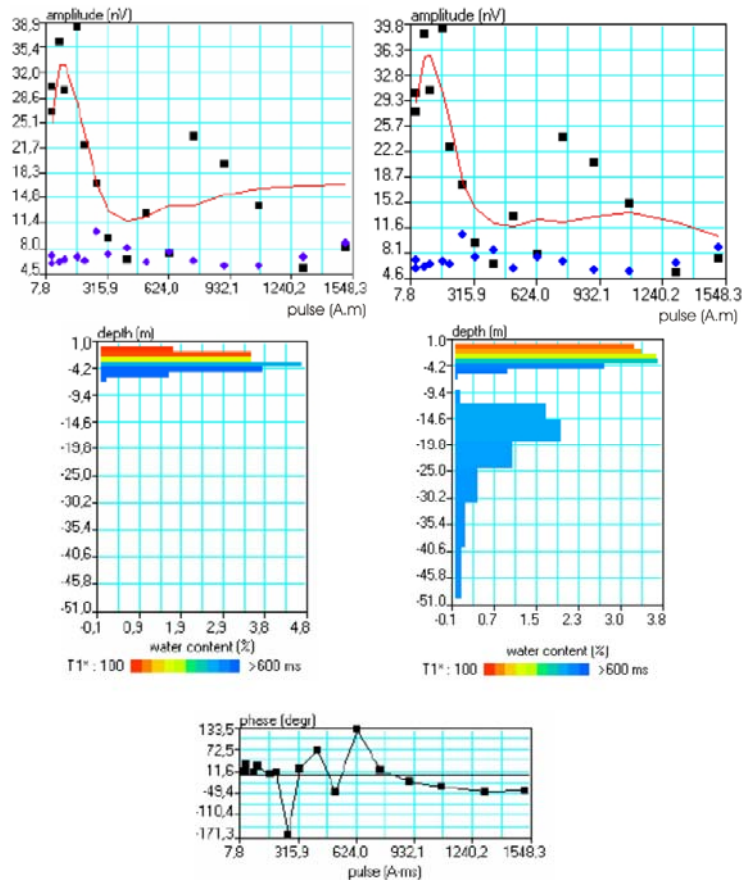 amplitude (nV)
38,9
35,4
32,0
28,6
25,1
21,7
18,3
14,8
11,4
8,0
4,5
7.8 315,9 624,0 932,1 1240,2 1548,3
pulse (A.m)
amplitude (nV)
39.8
36.3
32.8
29.3
25.7
22.2
18.7
15.2
11.6
8.1
4.6
7.8 315.9 624.0 932.1 1240.2 1548.3
pulse (A.m)
depth (m)
1,0
-4,2
-9,4
-14,6
-19,8
-25,0
-30,2
-35,4
-40,6
-45,8
-51,0
-0,1 0,9 1,9 2,9 3,8 4,8
water content (%)
T1* : 100 >600 ms
depth (m)
1.0
-4.2
-9.4
-14.6
-19.0
-25.0
-30.2
-35.4
-40.6
-45.8
-51.0
-0.1 0.7 1.5 2.3 3.0 3.8
water content (%)
T1* : 100 >600 ms
phase (degr)
133,5
72,5
11,6
-49,4
-110,4
-171,3
7,8 315,9 624,0 932,1 1240,2 1548,3
pulse (A·ms)